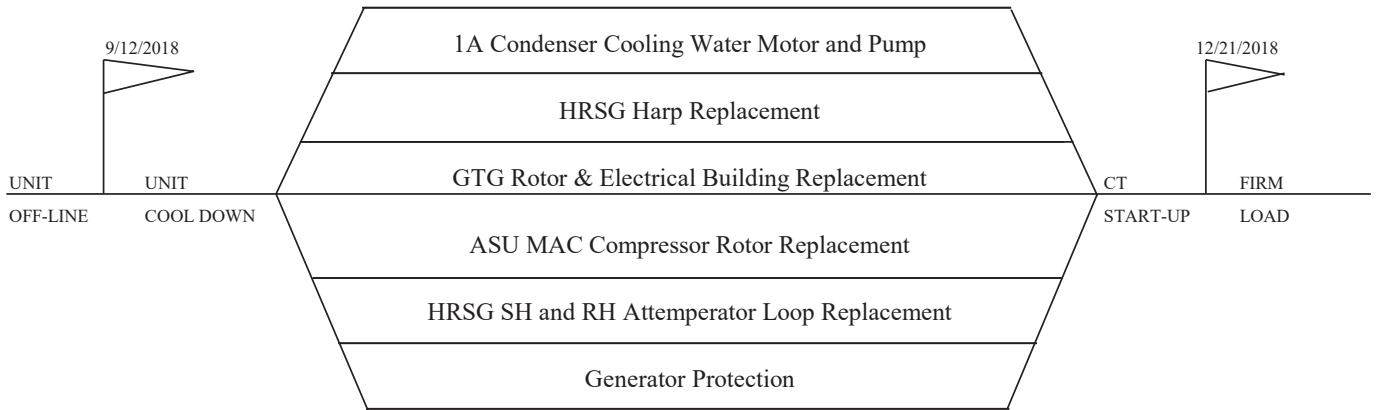 9/12/2018
12/21/2018
1A Condenser Cooling Water Motor and Pump
HRSG Harp Replacement
GTG Rotor & Electrical Building Replacement
UNIT
OFF-LINE
UNIT
COOL DOWN
CT
START-UP
FIRM
LOAD
ASU MAC Compressor Rotor Replacement
HRSG SH and RH Attemperator Loop Replacement
Generator Protection